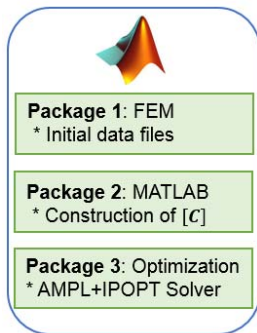 Package 1: FEM
* Initial data files
Package 2: MATLAB
* Construction of [C]
Package 3: Optimization
* AMPL+IPOPT Solver